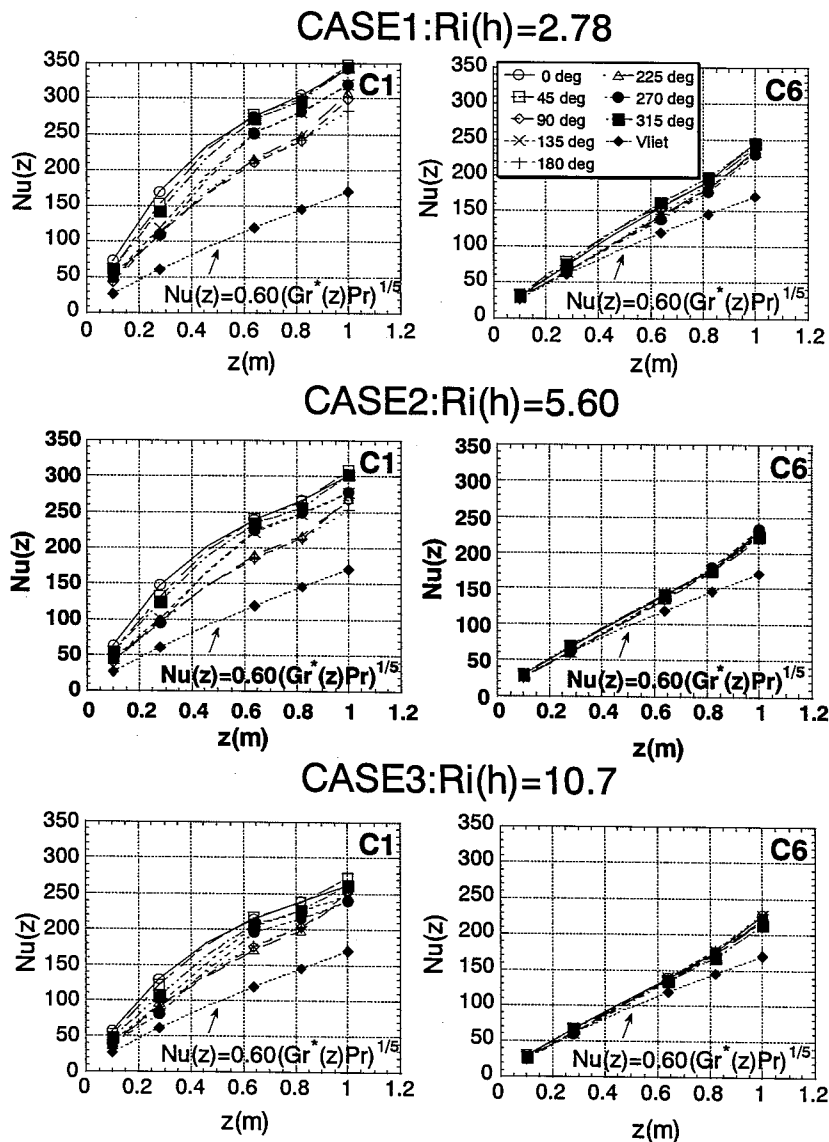 CASE1:Ri(h)=2.78
350
300
250
200
150
100
50
0
Nu(z)
C1
Nu(z)=0.60(Gr*(z)Pr)1/5
0 0.2 0.4 0.6 0.8 1 1.2
z(m)
350
300
250
200
150
100
50
0
Nu(z)
0 deg
45 deg
90 deg
135 deg
180 deg
225 deg
270 deg
315 deg
Vliet
C6
Nu(z)=0.60(Gr*(z)Pr)1/5
0 0.2 0.4 0.6 0.8 1 1.2
z(m)
CASE2:Ri(h)=5.60
350
300
250
200
150
100
50
0
Nu(z)
C1
Nu(z)=0.60(Gr*(z)Pr)1/5
0 0.2 0.4 0.6 0.8 1 1.2
z(m)
350
300
250
200
150
100
50
0
Nu(z)
C6
Nu(z)=0.60(Gr*(z)Pr)1/5
0 0.2 0.4 0.6 0.8 1 1.2
z(m)
CASE3:Ri(h)=10.7
350
300
250
200
150
100
50
0
Nu(z)
C1
Nu(z)=0.60(Gr*(z)Pr)1/5
0 0.2 0.4 0.6 0.8 1 1.2
z(m)
350
300
250
200
150
100
50
0
Nu(z)
C6
Nu(z)=0.60(Gr*(z)Pr)1/5
0 0.2 0.4 0.6 0.8 1 1.2
z(m)